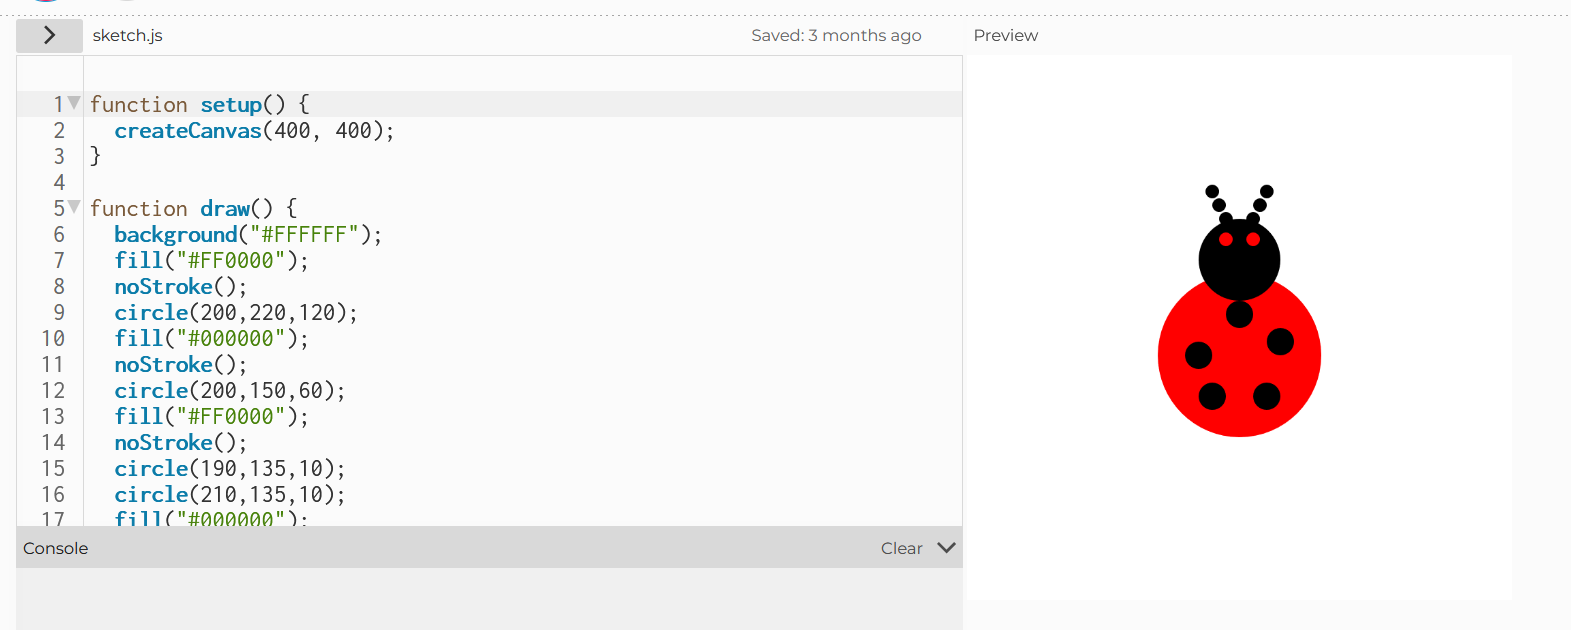 sketch.js
Saved: 3 months ago
Preview
1 function setup() {
2 createCanvas(400, 400);
3 }
4
5 function draw() {
6 background("#FFFFFF");
7 fill("#FF0000");
8 noStroke();
9 circle(200,220,120);
10 fill("#000000");
11 noStroke();
12 circle(200,150,60);
13 fill("#FF0000");
14 noStroke();
15 circle(190,135,10);
16 circle(210,135,10);
17 fill("#000000");
Console
Clear